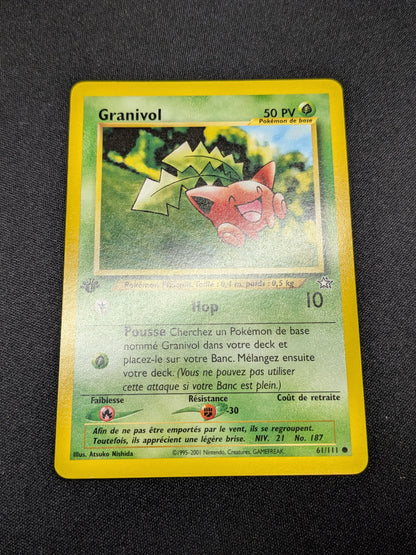 Granivol 50 PV
Pokémon de base
Pokémon Pissenlit. Taille : 0,4 m, poids : 0,5 kg
1
Hop 10
Pousse Cherchez un Pokémon de base
nommé Granivol dans votre deck et
placez-le sur votre Banc. Mélangez ensuite
votre deck. (Vous ne pouvez pas utiliser
cette attaque si votre Banc est plein.)
Faiblesse Résistance Coût de retraite
-30
Afin de ne pas être emportés par le vent, ils se regroupent.
Toutefois, ils apprécient une légère brise. NIV. 21 No. 187
Illus. Atsuko Nishida ©1995-2001 Nintendo, Creatures, GAMEFREAK. 61/111